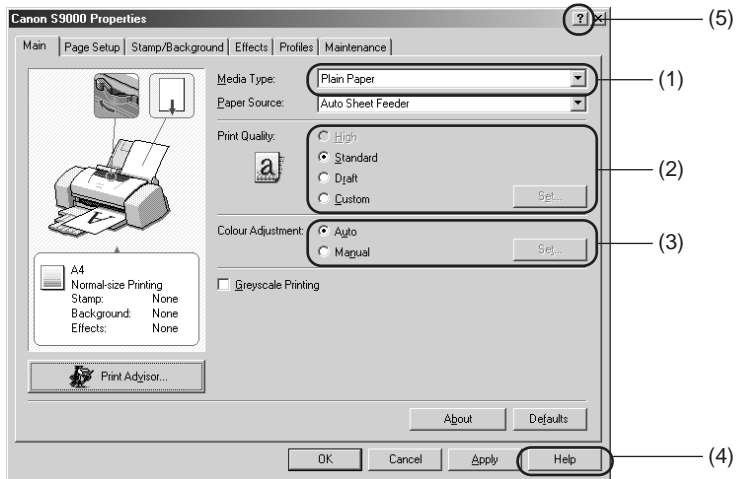 Canon S9000 Properties
? ×
(5)
Main Page Setup Stamp/Background Effects Profiles Maintenance
Media Type: Plain Paper
(1)
Paper Source: Auto Sheet Feeder
Print Quality:
High
Standard
Draft
Custom
Set...
(2)
a
Colour Adjustment:
Auto
Manual
Set...
(3)
Greyscale Printing
A
A4
Normal-size Printing
Stamp: None
Background: None
Effects: None
Print Advisor...
About Defaults
OK Cancel Apply Help
(4)